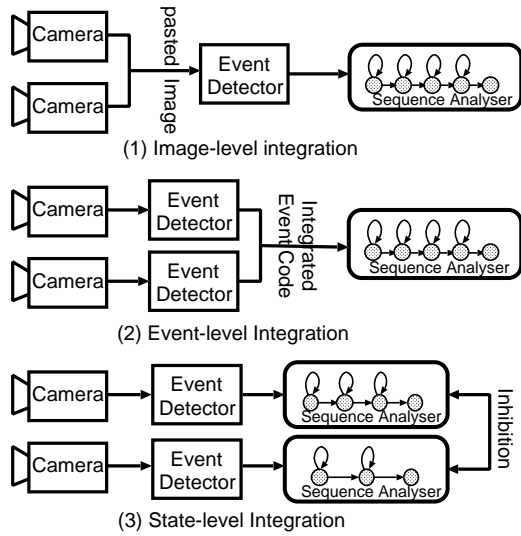 Camera
pasted Image
Event
Detector
Sequence Analyser
Camera
(1) Image-level integration
Camera
Event
Detector
Integrated
Event Code
Sequence Analyser
Camera
Event
Detector
(2) Event-level Integration
Camera
Event
Detector
Sequence Analyser
Inhibition
Camera
Event
Detector
Sequence Analyser
(3) State-level Integration